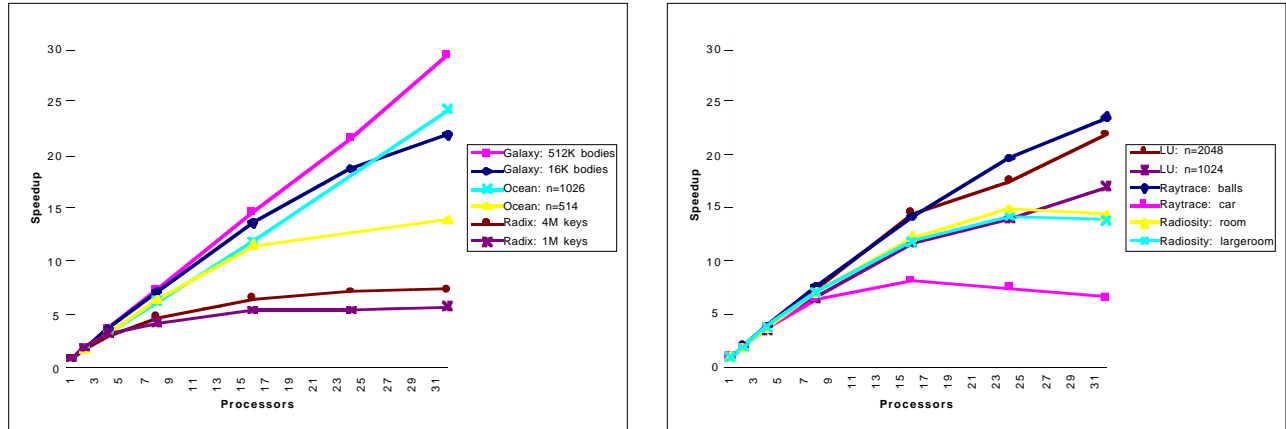 30
25
20
15
10
5
0
Speedup
1 3 5 7 9 11 13 15 17 19 21 23 25 27 29 31
Processors
Galaxy: 512K bodies
Galaxy: 16K bodies
Ocean: n=1026
Ocean: n=514
Radix: 4M keys
Radix: 1M keys
30
25
20
15
10
5
0
Speedup
1 3 5 7 9 11 13 15 17 19 21 23 25 27 29 31
Processors
LU: n=2048
LU: n=1024
Raytrace: balls
Raytrace: car
Radiosity: room
Radiosity: largeroom